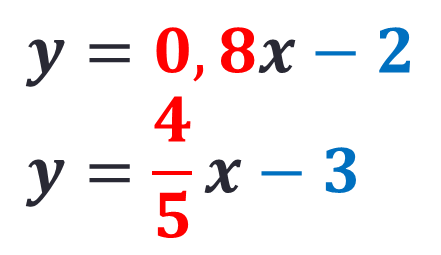 y = 0,8x − 2
y = 4/5 x − 3